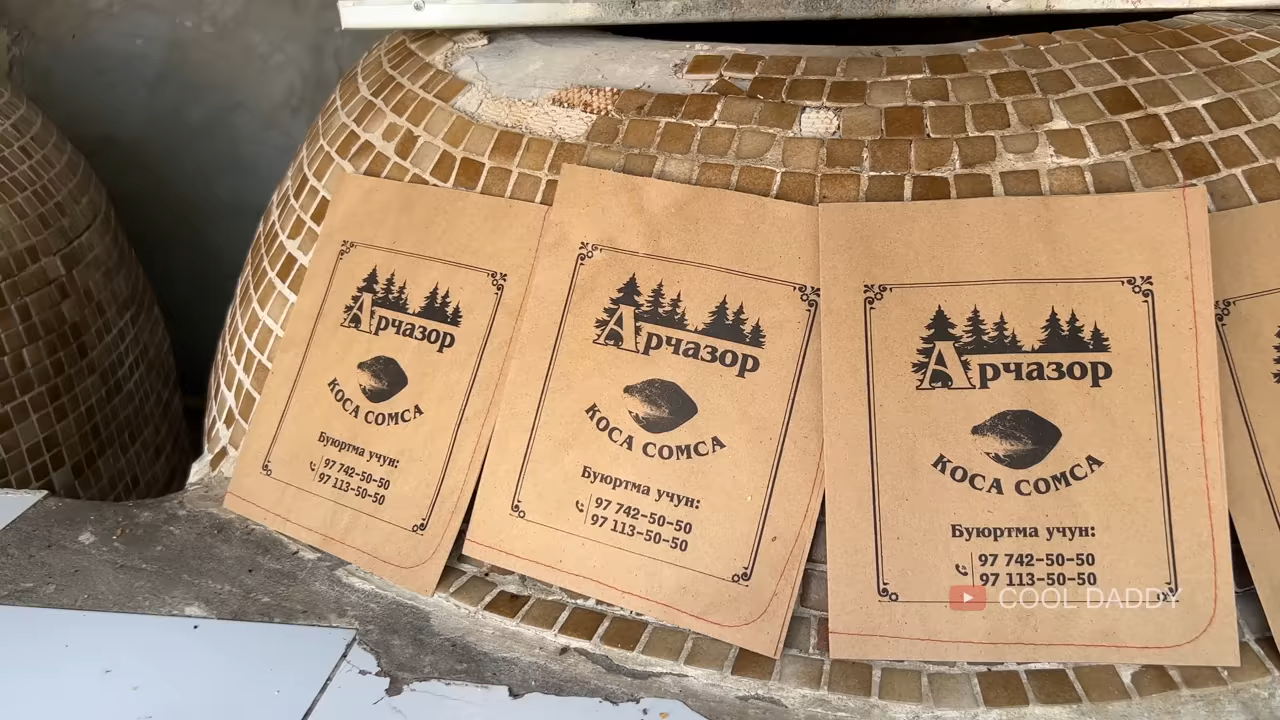 Арчазор
КОСА СОМСА
Буюртма учун:
97 742-50-50
97 113-50-50
Арчазор
КОСА СОМСА
Буюртма учун:
97 742-50-50
97 113-50-50
Арчазор
КОСА СОМСА
Буюртма учун:
97 742-50-50
97 113-50-50
COOL DADDY